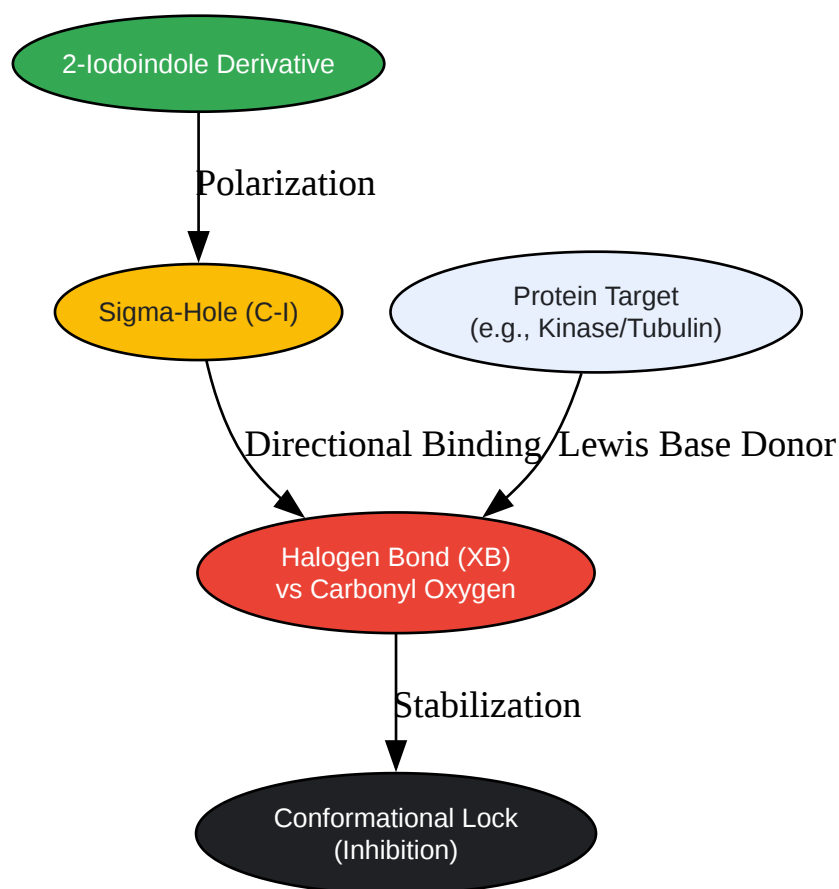 2-Iodoindole Derivative
Polarization
Sigma-Hole (C-I)
Protein Target
(e.g., Kinase/Tubulin)
Directional Binding
Lewis Base Donor
Halogen Bond (XB)
vs Carbonyl Oxygen
Stabilization
Conformational Lock
(Inhibition)